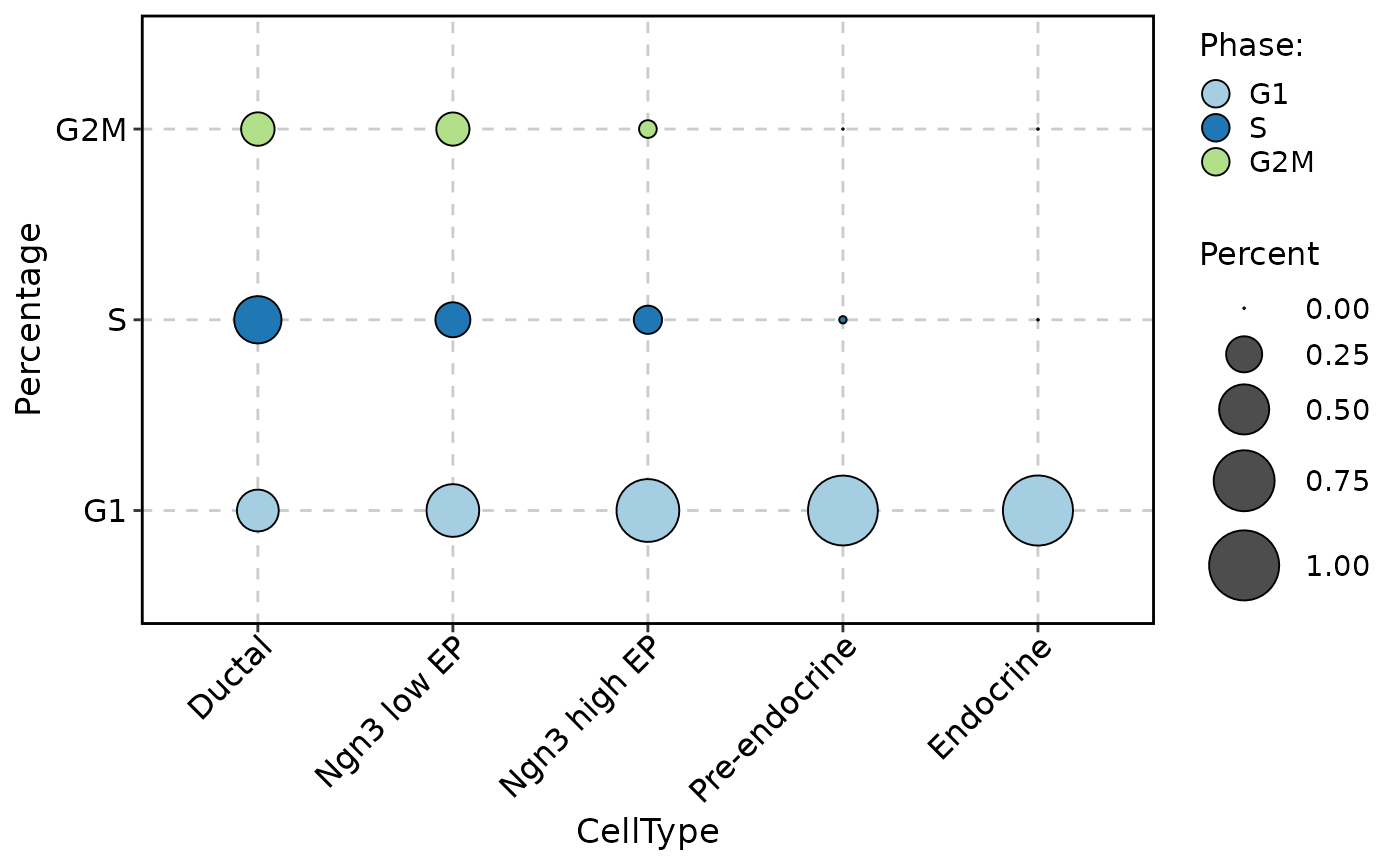 Percentage
G2M
S
G1
Ductal
Ngn3 low EP
Ngn3 high EP
Pre-endocrine
Endocrine
CellType
Phase:
G1
S
G2M
Percent
0.00
0.25
0.50
0.75
1.00